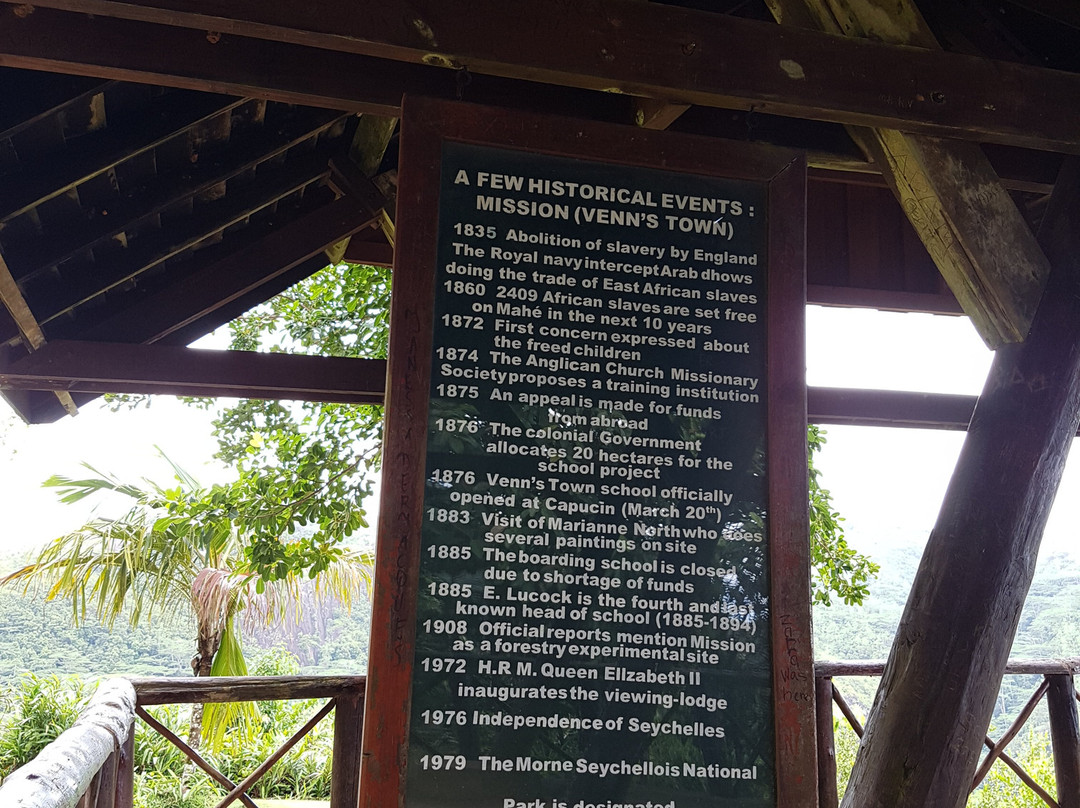 A FEW HISTORICAL EVENTS :
MISSION (VENN'S TOWN)
1835 Abolition of slavery by England
The Royal navy intercept Arab dhows
doing the trade of East African slaves
1860 2409 African slaves are set free
on Mahé in the next 10 years
1872 First concern expressed about
the freed children
1874 The Anglican Church Missionary
Society proposes a training institution
1875 An appeal is made for funds
from abroad
1876 The colonial Government
allocates 20 hectares for the
school project
1876 Venn's Town school officially
opened at Capucin (March 20th)
1883 Visit of Marianne North who does
several paintings on site
1885 The boarding school is closed
due to shortage of funds
1885 E. Lucock is the fourth and last
known head of school (1885-1894)
1908 Official reports mention Mission
as a forestry experimental site
1972 H.R M. Queen Ellzabeth II
inaugurates the viewing-lodge
1976 Independence of Seychelles
1979 The Morne Seychellois National
Park is designated
was
here